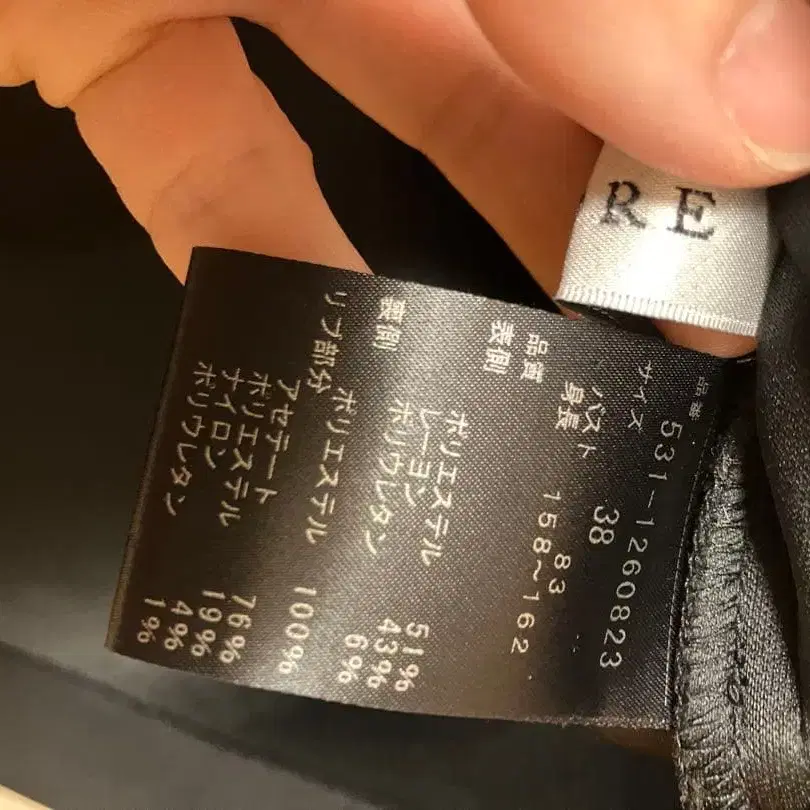 RE
品番 531-1260823
サイズ 38
バスト 83
身長 158~162
品質
表側 ポリエステル 51%
レーヨン 43%
ポリウレタン 6%
裏側 ポリエステル 100%
リブ部分 アセテート 76%
ポリエステル 19%
ナイロン 4%
ポリウレタン 1%